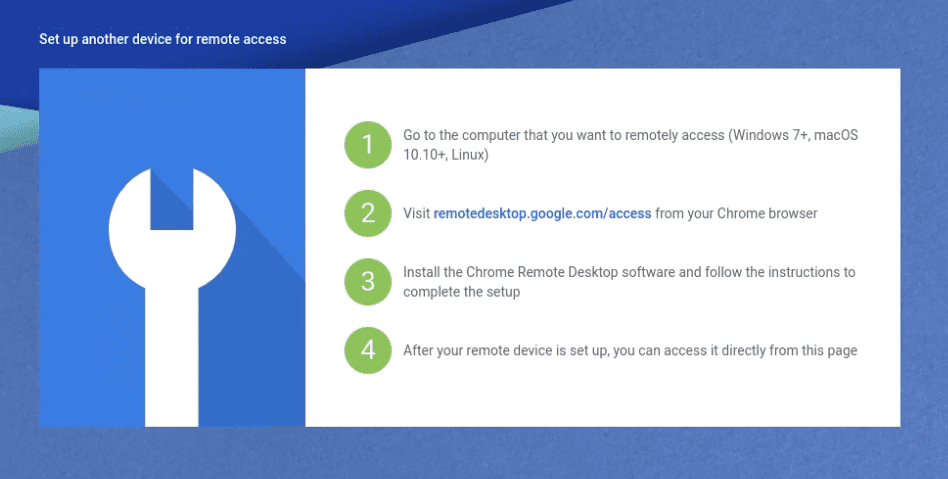 Set up another device for remote access
1
Go to the computer that you want to remotely access (Windows 7+, macOS
10.10+, Linux)
2
Visit remotedesktop.google.com/access from your Chrome browser
3
Install the Chrome Remote Desktop software and follow the instructions to
complete the setup
4
After your remote device is set up, you can access it directly from this page